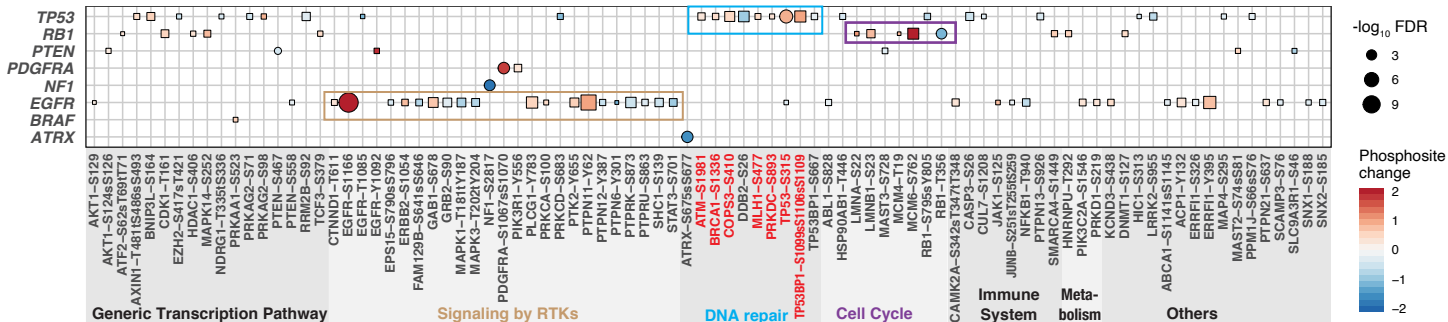 TP53
RB1
PTEN
PDGFRA
NF1
EGFR
BRAF
ATRX
AKT1–S129
AKT1–S124sS126
ATF2–S62sT69tT71
AXIN1–T481tS486sS493
BNIP3L–S164
CDK1–T161
EZH2–S417sT421
HDAC1–S406
MAPK14–S252
NDRG1–T335tS336
PRKAG2–S71
PRKAA1–S523
PRKAG2–S98
PTEN–S467
PTEN–S558
RRM2B–S92
TCF3–S379
CTNND1–T611
EGFR–S1166
EGFR–T1085
EGFR–Y1092
EPS15–S790sS796
ERBB2–S1054
FAM129B–S641sS646
GAB1–S678
GRB2–S90
MAPK1–T181tY187
MAPK3–T202tY204
NF1–S2817
PDGFRA–S1067sS1070
PIK3R1–Y556
PLCG1–Y783
PRKCA–S100
PRKCD–S683
PTK2–Y655
PTPN11–Y62
PTPN12–Y387
PTPN6–Y301
PTPRK–S873
PTPRU–S863
SHC1–S139
STAT3–S701
ATRX–S675sS677
ATM–S1981
BRCA1–S1336
COPS3–S410
DDB2–S26
MLH1–S477
PRKDC–S893
TP53–S315
TP53BP1–S1099sS1106sS1109
TP53BP1–S667
ABL1–S828
HSP90AB1–T446
LMNA–S22
LMNB1–S23
MAST3–S728
MCM4–T19
MCM6–S762
RB1–S795sY805
RB1–T356
CAMK2A–S342sT347tT348
CASP3–S26
CUL7–S1208
JAK1–S125
JUNB–S251sT255tS259
NFKB1–T940
PTPN13–S926
SMARCA4–S1449
HNRNPU–T292
PIK3C2A–S1546
PRKD1–S219
KCND3–S438
DNMT1–S127
HIC1–S313
LRRK2–S955
ABCA1–S1141sS1145
ACP1–Y132
ERRFI1–S326
ERRFI1–Y395
MAP4–S295
MAST2–S74sS81
PPM1J–S66sY76
PTPN21–S637
SCAMP3–S76
SLC9A3R1–S46
SNX1–S188
SNX2–S185
Generic Transcription Pathway
Signaling by RTKs
DNA repair
Cell Cycle
Immune
System
Meta-
bolism
Others
-log10 FDR
3
6
9
Phosphosite
change
2
1
0
-1
-2